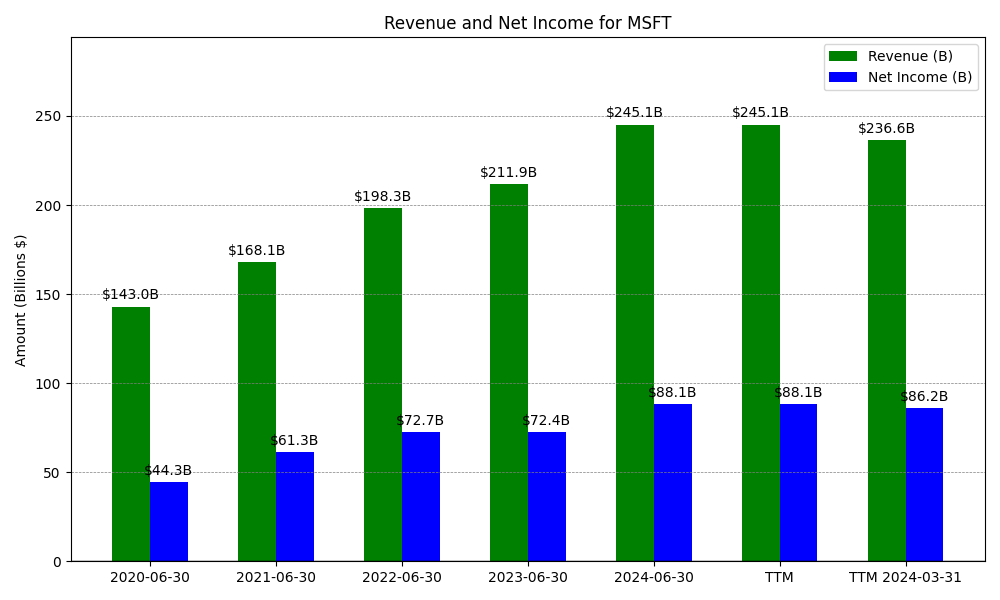 Revenue and Net Income for MSFT
Revenue (B)
Net Income (B)
Amount (Billions $)
250
200
150
100
50
0
$143.0B
$168.1B
$198.3B
$211.9B
$245.1B
$245.1B
$236.6B
$44.3B
$61.3B
$72.7B
$72.4B
$88.1B
$88.1B
$86.2B
2020-06-30
2021-06-30
2022-06-30
2023-06-30
2024-06-30
TTM
TTM 2024-03-31